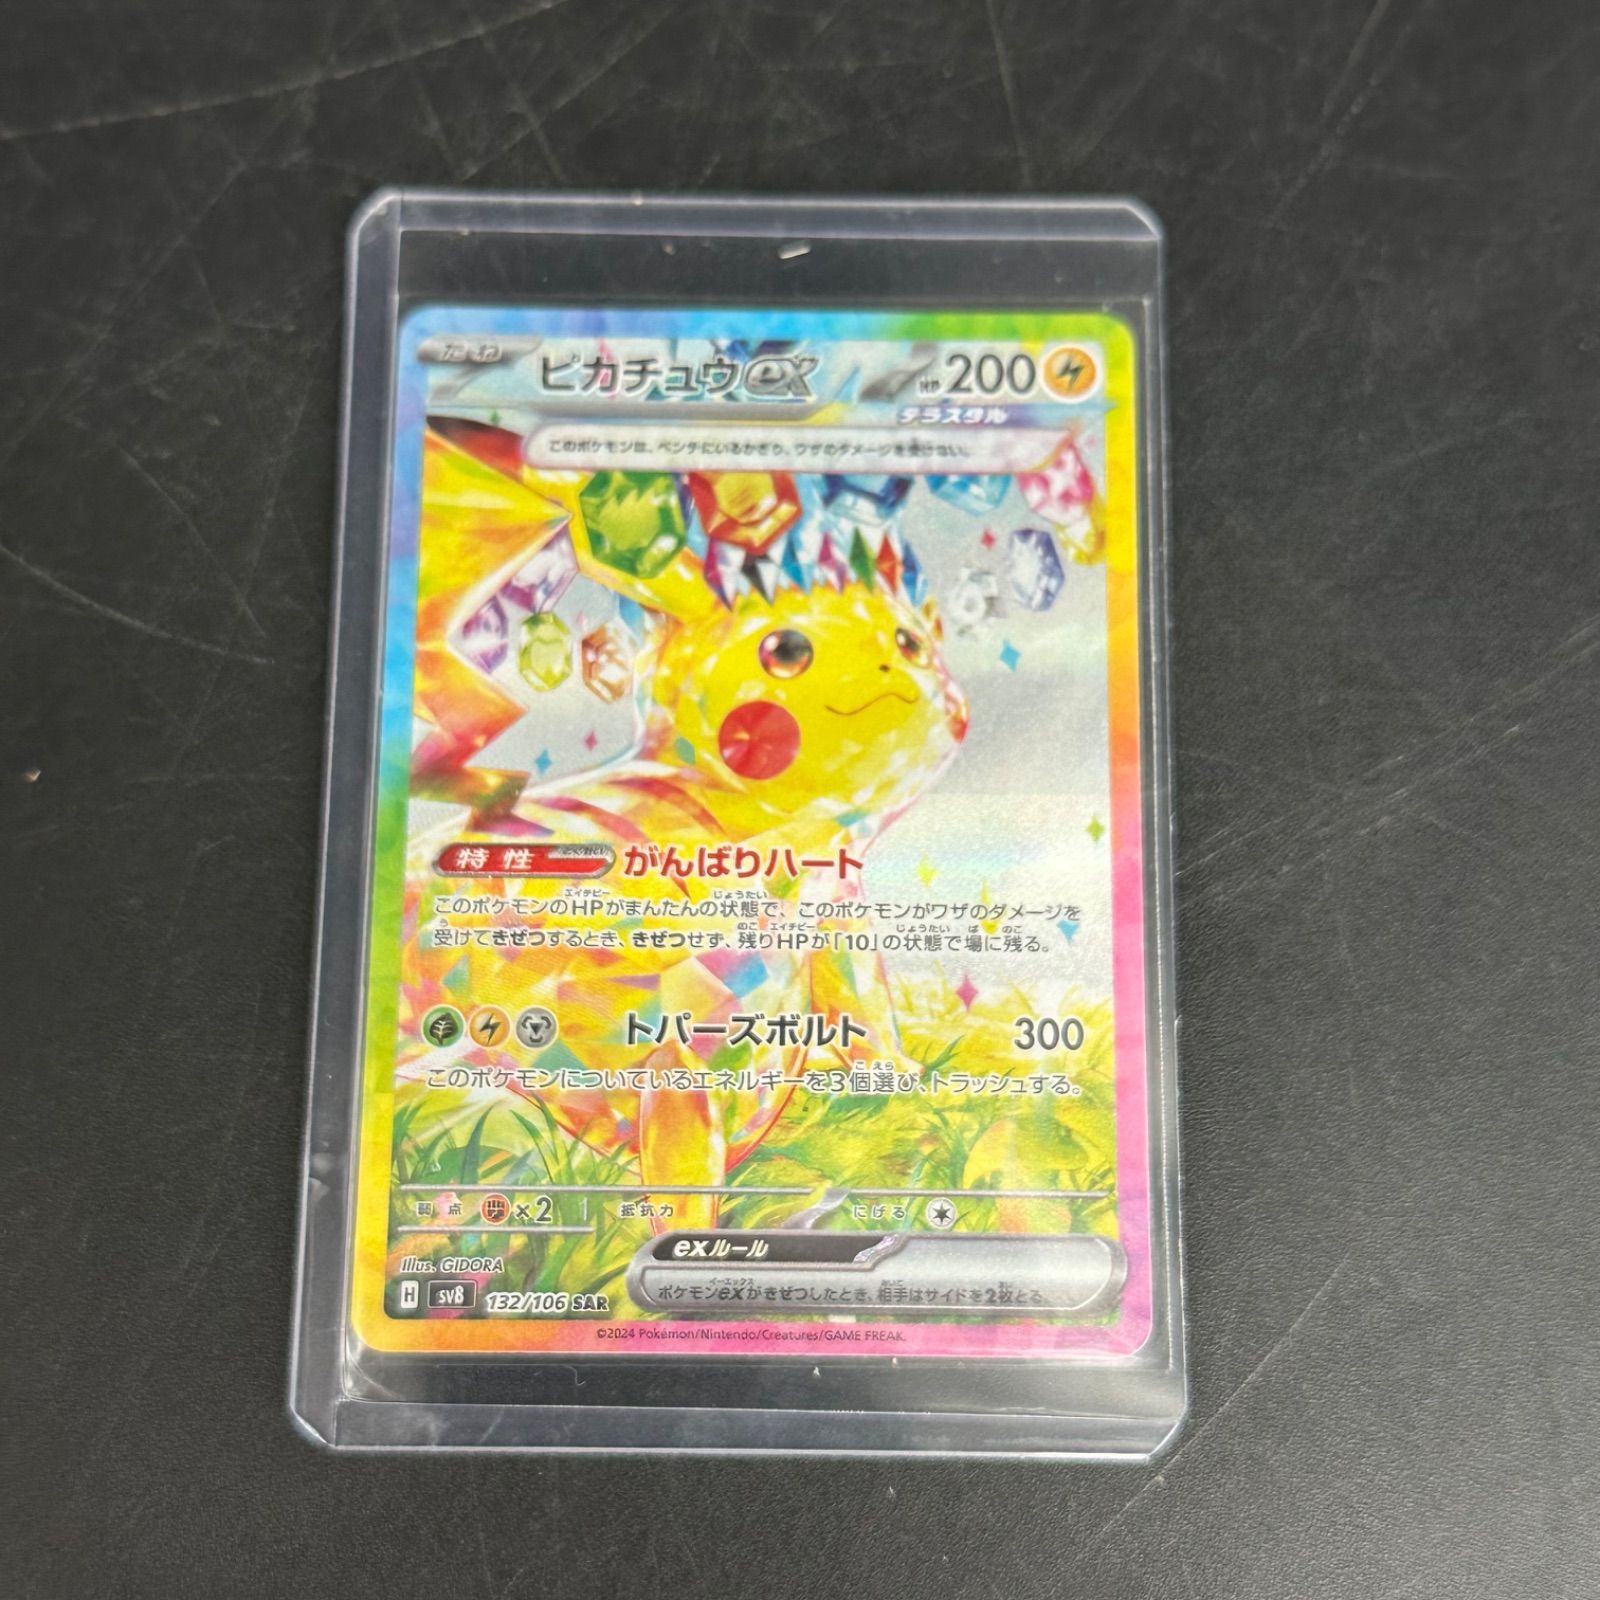 たね ピカチュウex HP200
テラスタル
このポケモンは、ベンチにいるかぎり、ワザのダメージを受けない。
特性 がんばりハート
このポケモンのHPがまんたんの状態で、このポケモンがワザのダメージを
受けてきぜつするとき、きぜつせず、残りHPが「10」の状態で場に残る。
トパーズボルト 300
このポケモンについているエネルギーを3個選び、トラッシュする。
弱点 ×2 抵抗力 にげる
exルール
ポケモンexがきぜつしたとき、相手はサイドを2枚とる。
Illus. GIDORA
H sv8 132/106 SAR
©2024 Pokémon/Nintendo/Creatures/GAME FREAK.